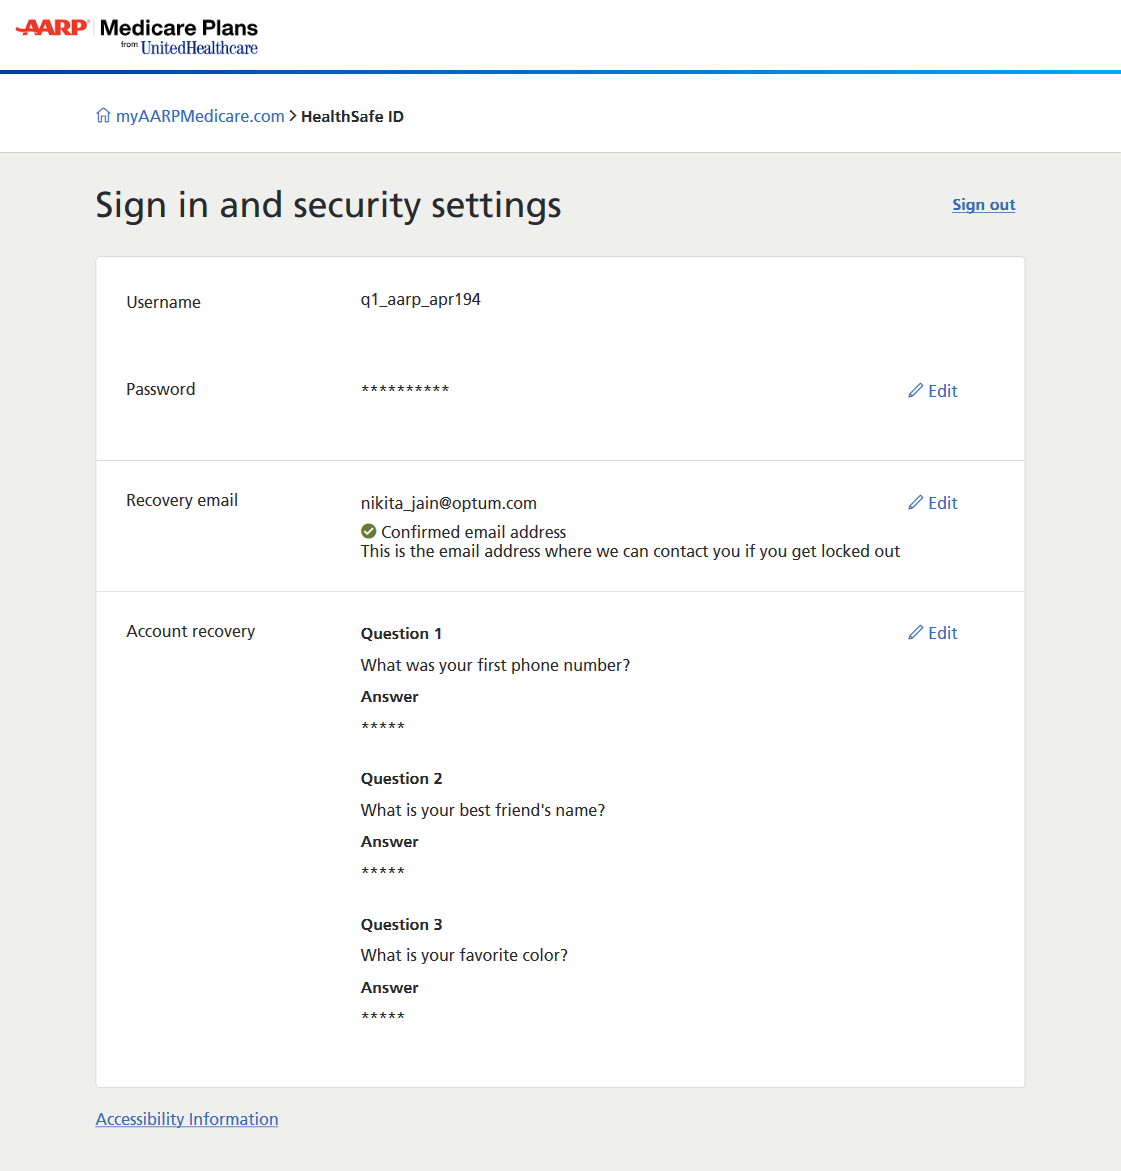 AARP Medicare Plans
from UnitedHealthcare
myAARPMedicare.com > HealthSafe ID
Sign in and security settings
Sign out
Username
q1_aarp_apr194
Password
**********
Edit
Recovery email
nikita_jain@optum.com
Edit
Confirmed email address
This is the email address where we can contact you if you get locked out
Account recovery
Question 1
Edit
What was your first phone number?
Answer
*****
Question 2
What is your best friend's name?
Answer
*****
Question 3
What is your favorite color?
Answer
*****
Accessibility Information